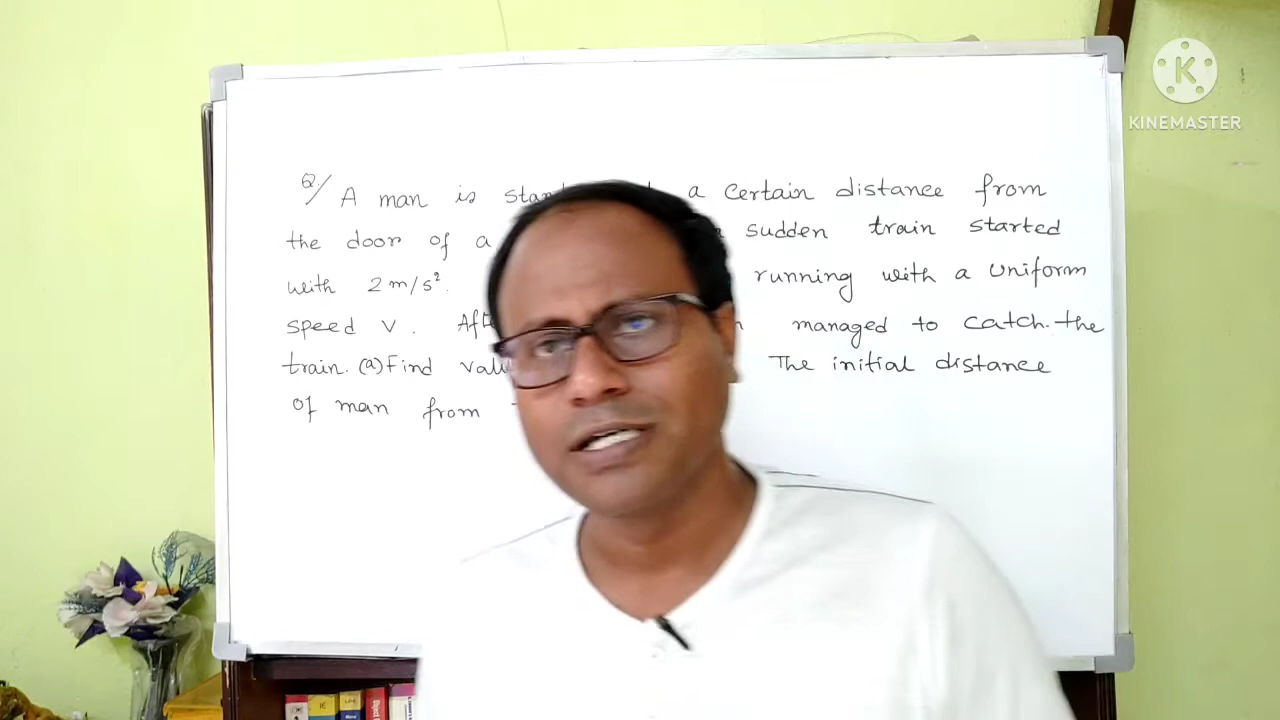 Q/ A man is a certain distance from
the door of a sudden train started
with 2 m/s². running with a uniform
speed V. managed to catch the
train. (a) Find The initial distance
of man from
KINEMASTER